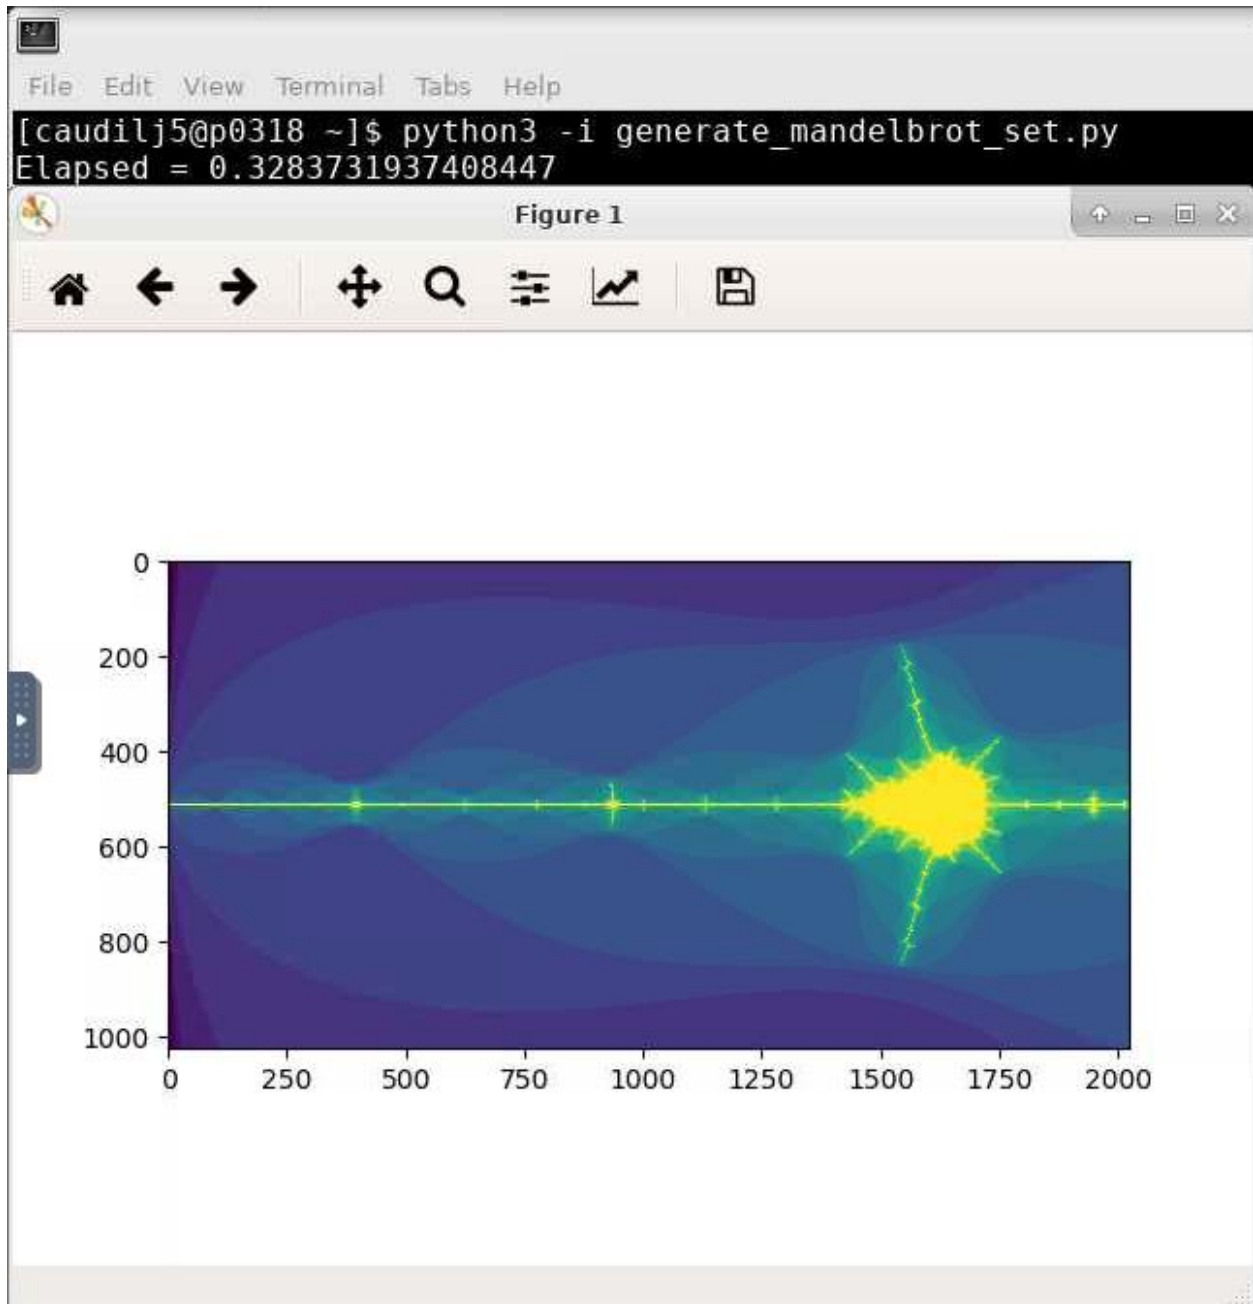 File Edit View Terminal Tabs Help
[caudilj5@p0318 ~]$ python3 -i generate_mandelbrot_set.py
Elapsed = 0.3283731937408447
Figure 1
0
200
400
600
800
1000
0 250 500 750 1000 1250 1500 1750 2000